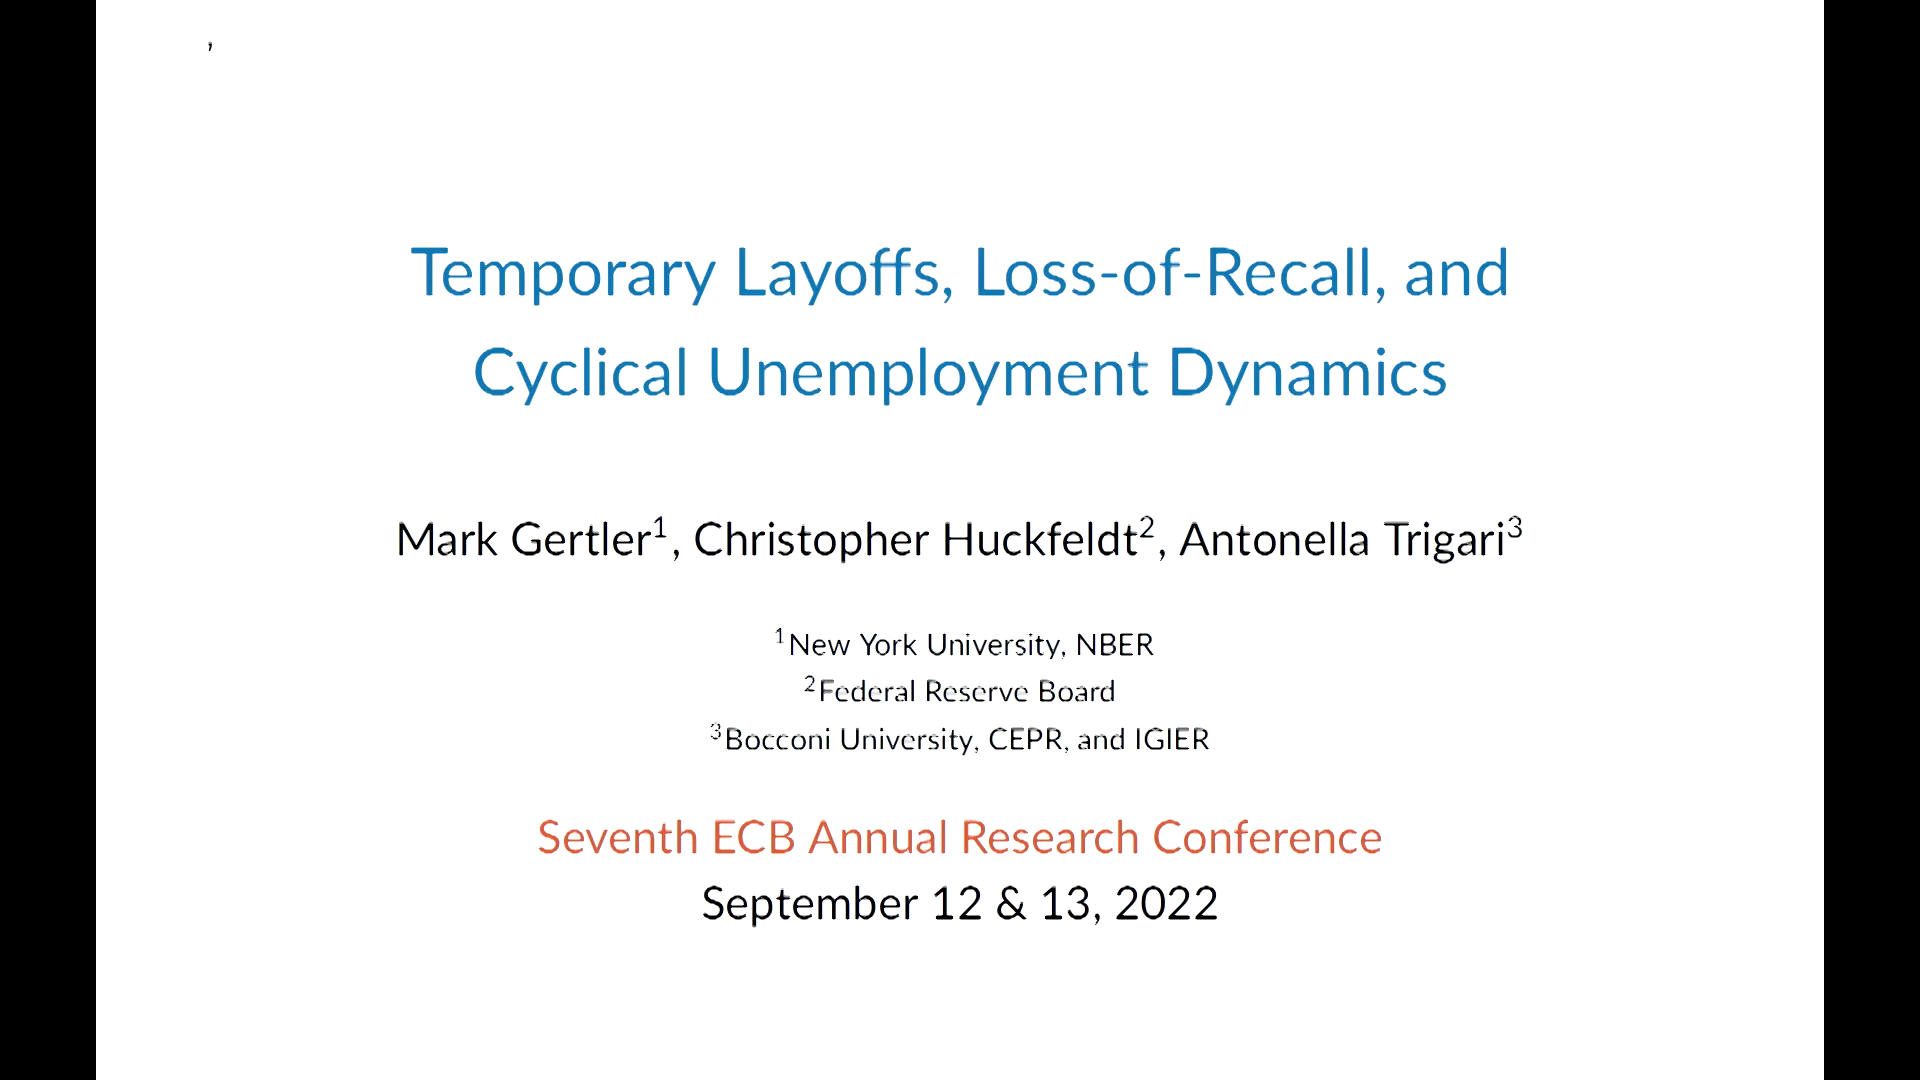 ,
Temporary Layoffs, Loss-of-Recall, and
Cyclical Unemployment Dynamics
Mark Gertler¹, Christopher Huckfeldt², Antonella Trigari³
¹New York University, NBER
²Federal Reserve Board
³Bocconi University, CEPR, and IGIER
Seventh ECB Annual Research Conference
September 12 & 13, 2022